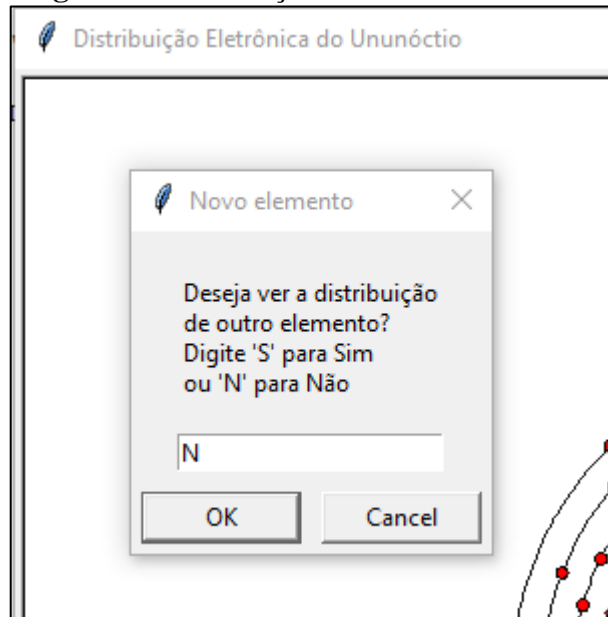 Distribuição Eletrônica do Ununóctio
Novo elemento
Deseja ver a distribuição
de outro elemento?
Digite 'S' para Sim
ou 'N' para Não
N
OK Cancel